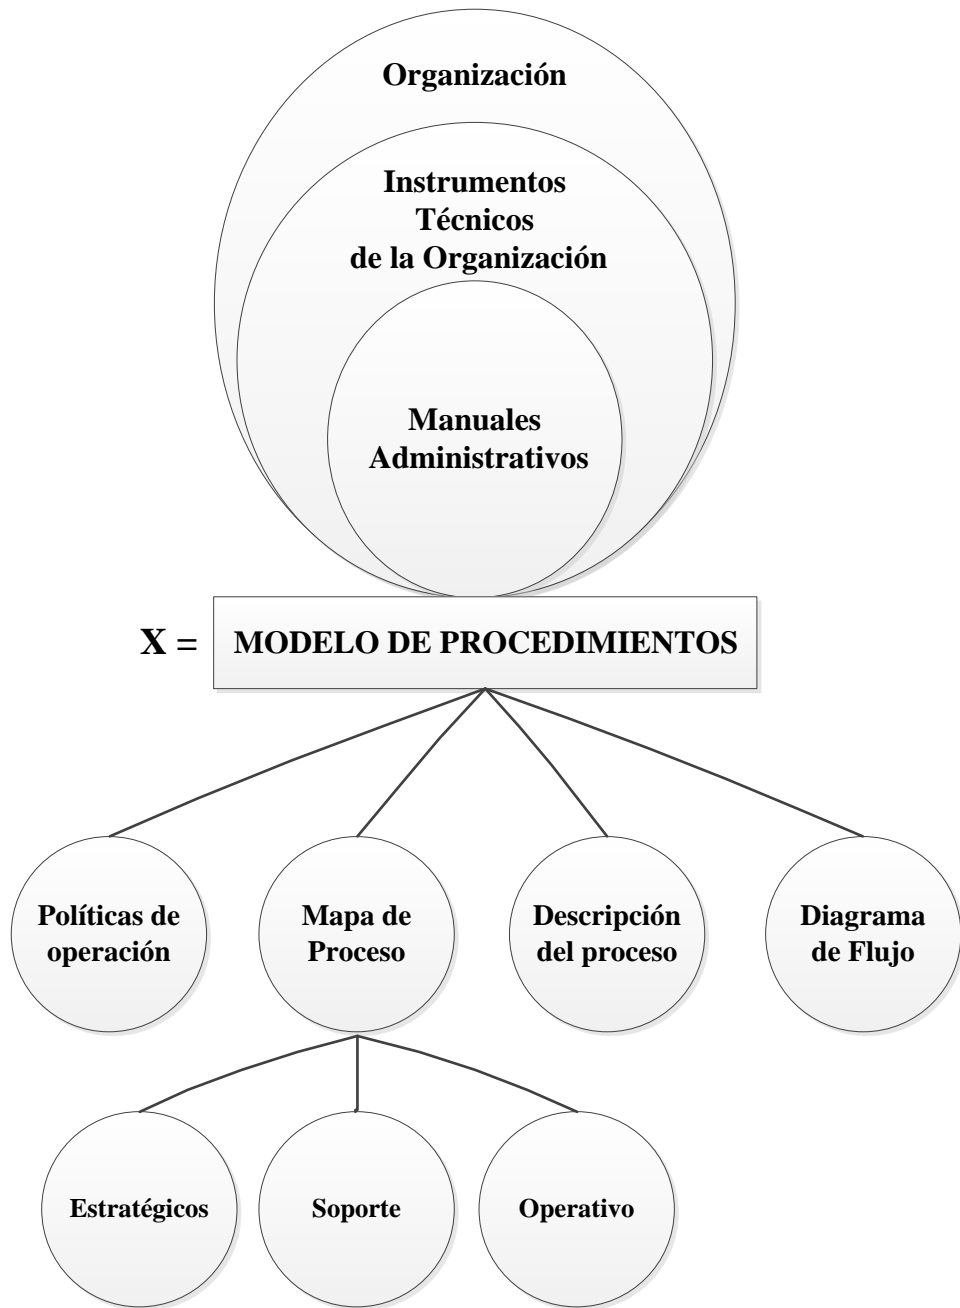 Organización
Instrumentos
Técnicos
de la Organización
Manuales
Administrativos
X = MODELO DE PROCEDIMIENTOS
Políticas de
operación
Mapa de
Proceso
Descripción
del proceso
Diagrama
de Flujo
Estratégicos
Soporte
Operativo